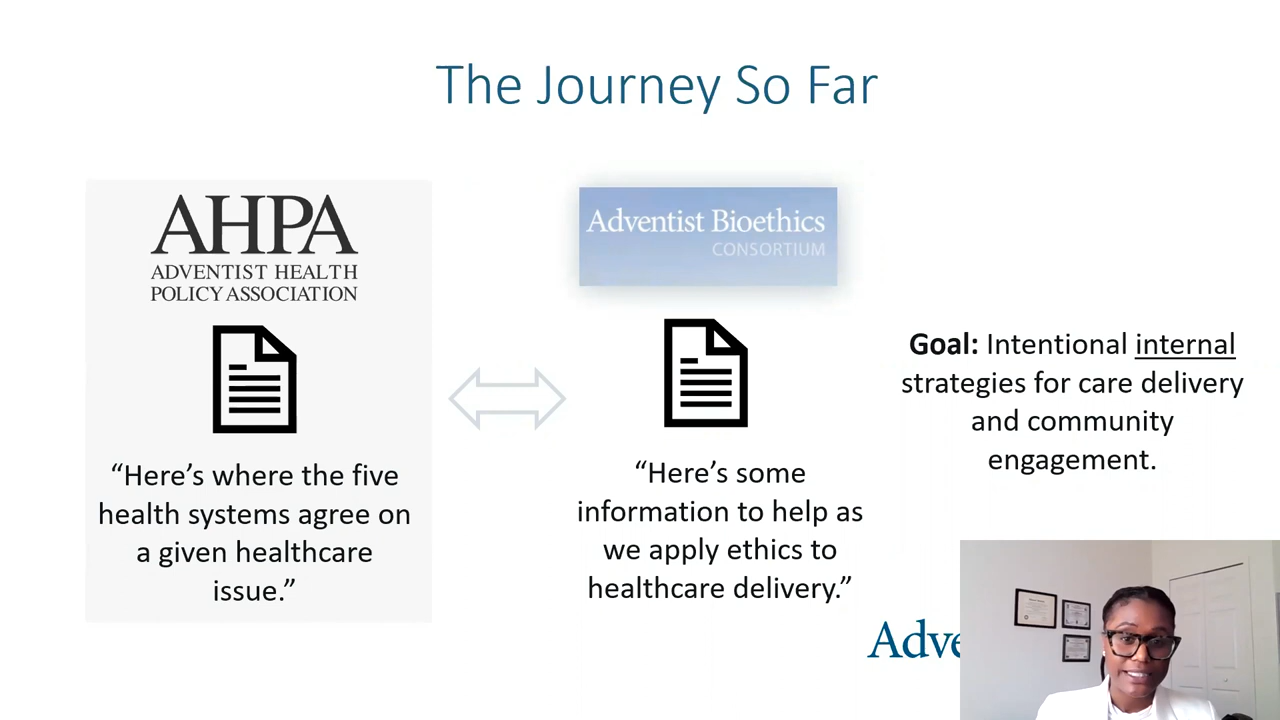 The Journey So Far
AHPA
ADVENTIST HEALTH
POLICY ASSOCIATION
“Here’s where the five
health systems agree on
a given healthcare
issue.”
Adventist Bioethics
CONSORTIUM
“Here’s some
information to help as
we apply ethics to
healthcare delivery.”
Goal: Intentional internal
strategies for care delivery
and community
engagement.